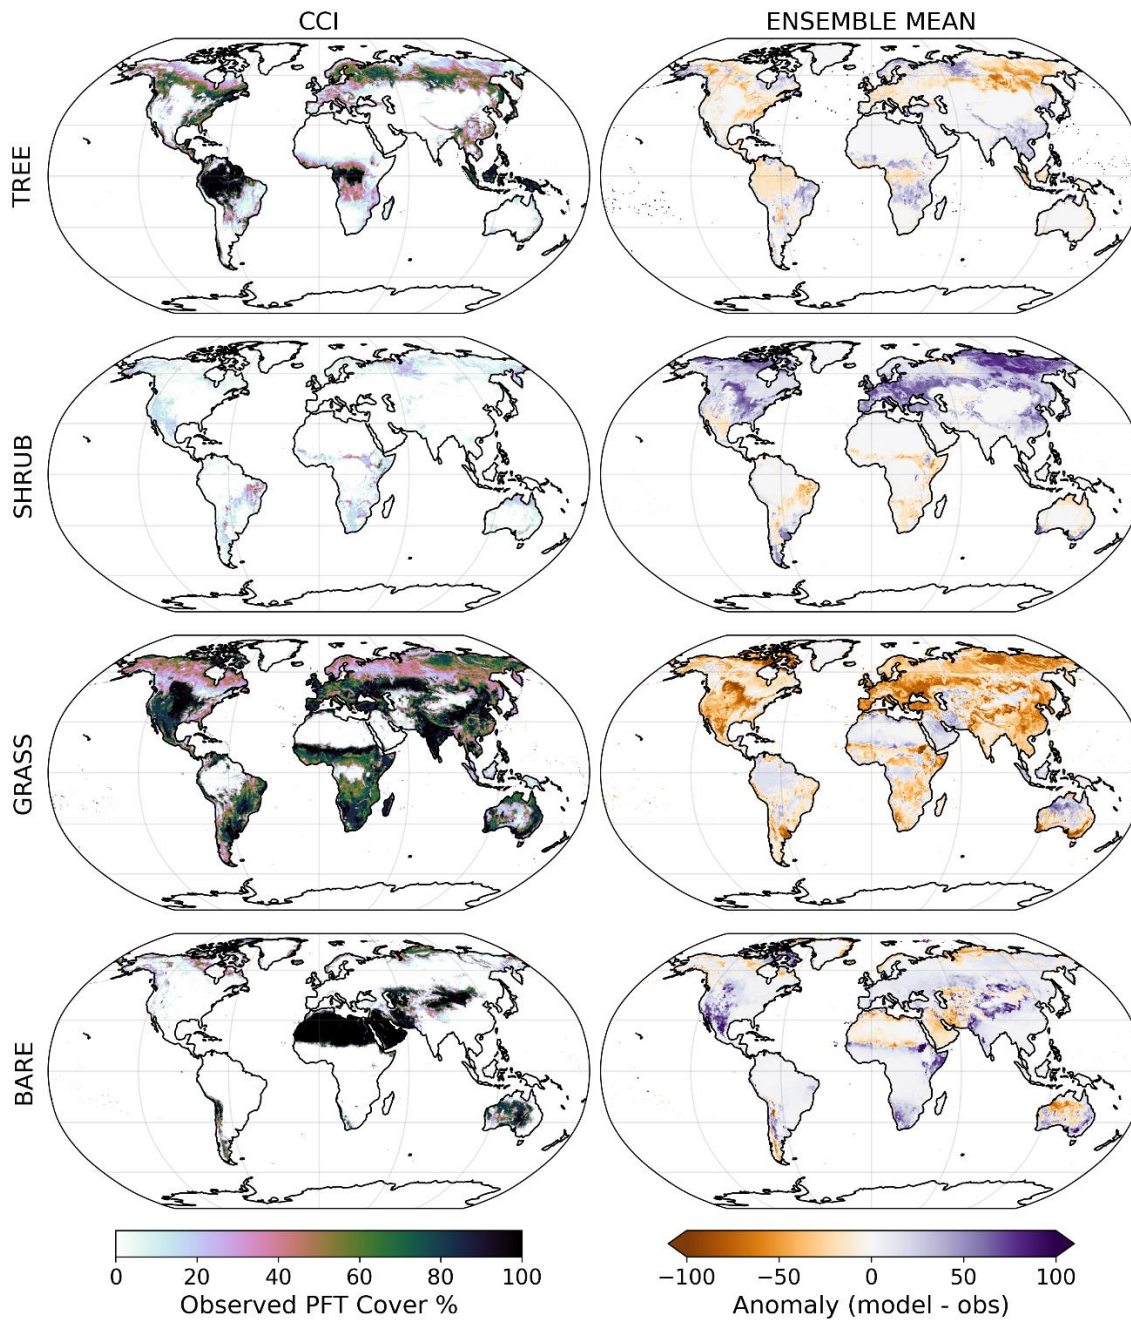 CCI
ENSEMBLE MEAN
TREE
SHRUB
GRASS
BARE
0 20 40 60 80 100
Observed PFT Cover %
−100 −50 0 50 100
Anomaly (model - obs)